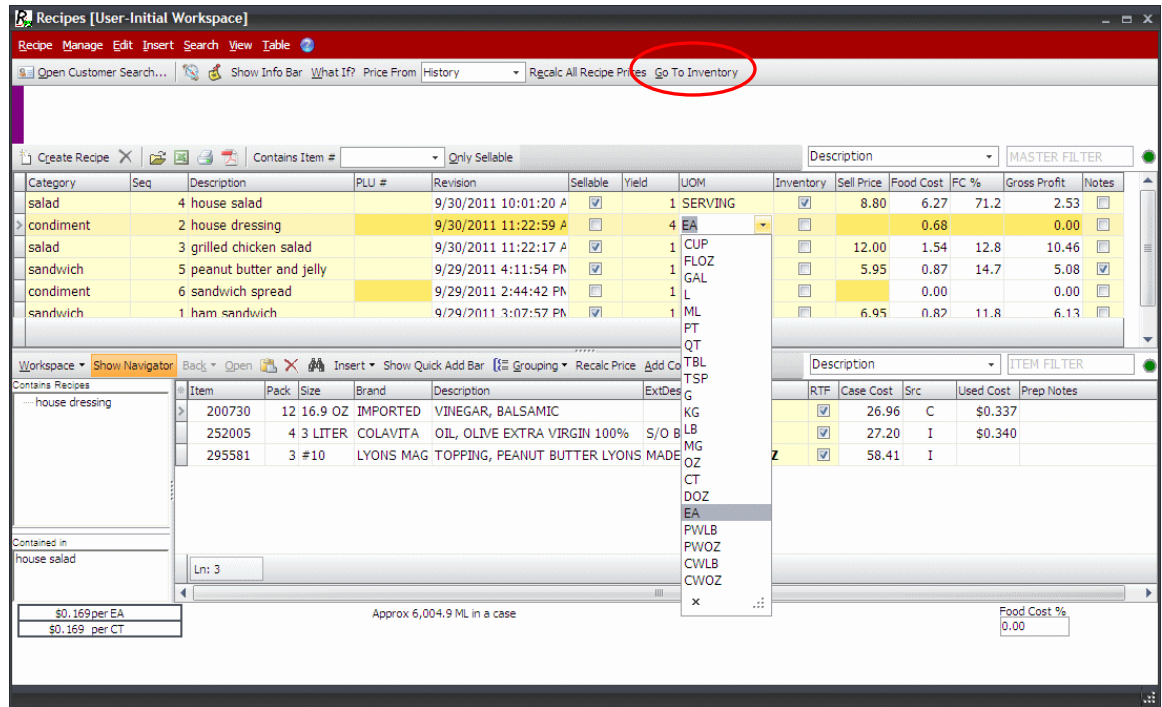 Recipes [User-Initial Workspace]
Recipe Manage Edit Insert Search View Table
Open Customer Search... Show Info Bar What If? Price From History Recalc All Recipe Prices Go To Inventory
Create Recipe Contains Item # Only Sellable Description MASTER FILTER
Category Seq Description PLU # Revision Sellable Yield UOM Inventory Sell Price Food Cost FC % Gross Profit Notes
salad 4 house salad 9/30/2011 10:01:20 A 1 SERVING 8.80 6.27 71.2 2.53
condiment 2 house dressing 9/30/2011 11:22:59 A 4 EA 0.68 0.00
salad 3 grilled chicken salad 9/30/2011 11:22:17 A 1 12.00 1.54 12.8 10.46
sandwich 5 peanut butter and jelly 9/29/2011 4:11:54 PM 1 5.95 0.87 14.7 5.08
condiment 6 sandwich spread 9/29/2011 2:44:42 PM 1 0.00 0.00
sandwich 1 ham sandwich 9/29/2011 3:07:57 PM 1 6.95 0.82 11.8 6.13
CUP
FLOZ
GAL
L
ML
PT
QT
TBL
TSP
G
KG
LB
MG
OZ
CT
DOZ
EA
PWLB
PWOZ
CWLB
CWOZ
Workspace Show Navigator Back Open Insert Show Quick Add Bar Grouping Recalc Price Add Co Description ITEM FILTER
Contains Recipes
house dressing
Item Pack Size Brand Description ExtDes RTF Case Cost Src Used Cost Prep Notes
200730 12 16.9 OZ IMPORTED VINEGAR, BALSAMIC 26.96 C $0.337
252005 4 3 LITER COLAVITA OIL, OLIVE EXTRA VIRGIN 100% S/O B 27.20 I $0.340
295581 3 #10 LYONS MAG TOPPING, PEANUT BUTTER LYONS MADE Z 58.41 I
Contained in
house salad
Ln: 3
$0.169 per EA
$0.169 per CT
Approx 6,004.9 ML in a case
Food Cost %
0.00